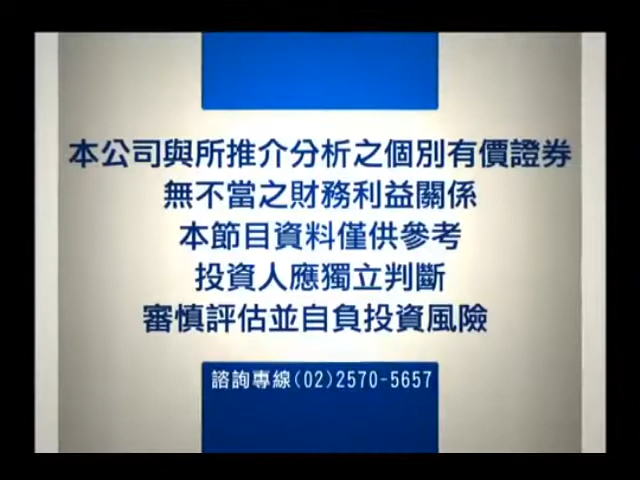 本公司與所推介分析之個別有價證券
無不當之財務利益關係
本節目資料僅供參考
投資人應獨立判斷
審慎評估並自負投資風險
諮詢專線(02)2570-5657